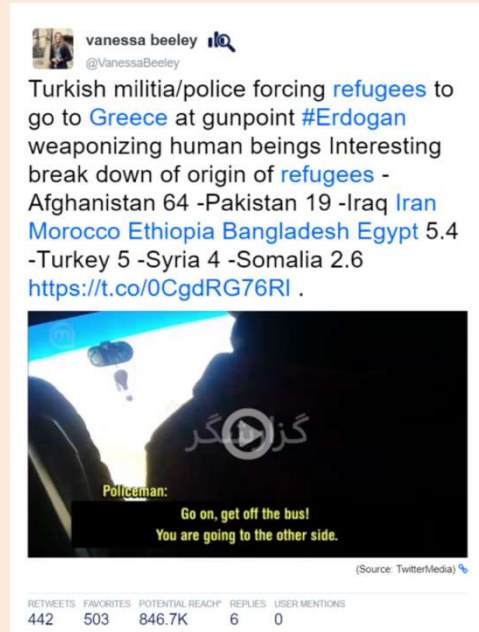 vanessa beeley
@VanessaBeeley
Turkish militia/police forcing refugees to
go to Greece at gunpoint #Erdogan
weaponizing human beings Interesting
break down of origin of refugees -
Afghanistan 64 -Pakistan 19 -Iraq Iran
Morocco Ethiopia Bangladesh Egypt 5.4
-Turkey 5 -Syria 4 -Somalia 2.6
https://t.co/0CgdRG76Rl .
گزارشگر
Policeman:
Go on, get off the bus!
You are going to the other side.
(Source: TwitterMedia)
RETWEETS FAVORITES POTENTIAL REACH* REPLIES USER MENTIONS
442 503 846.7K 6 0